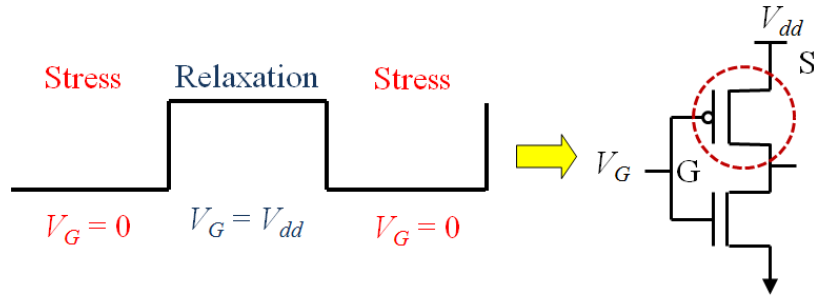 V_dd
Stress Relaxation Stress S
V_G G
V_G = 0 V_G = V_dd V_G = 0